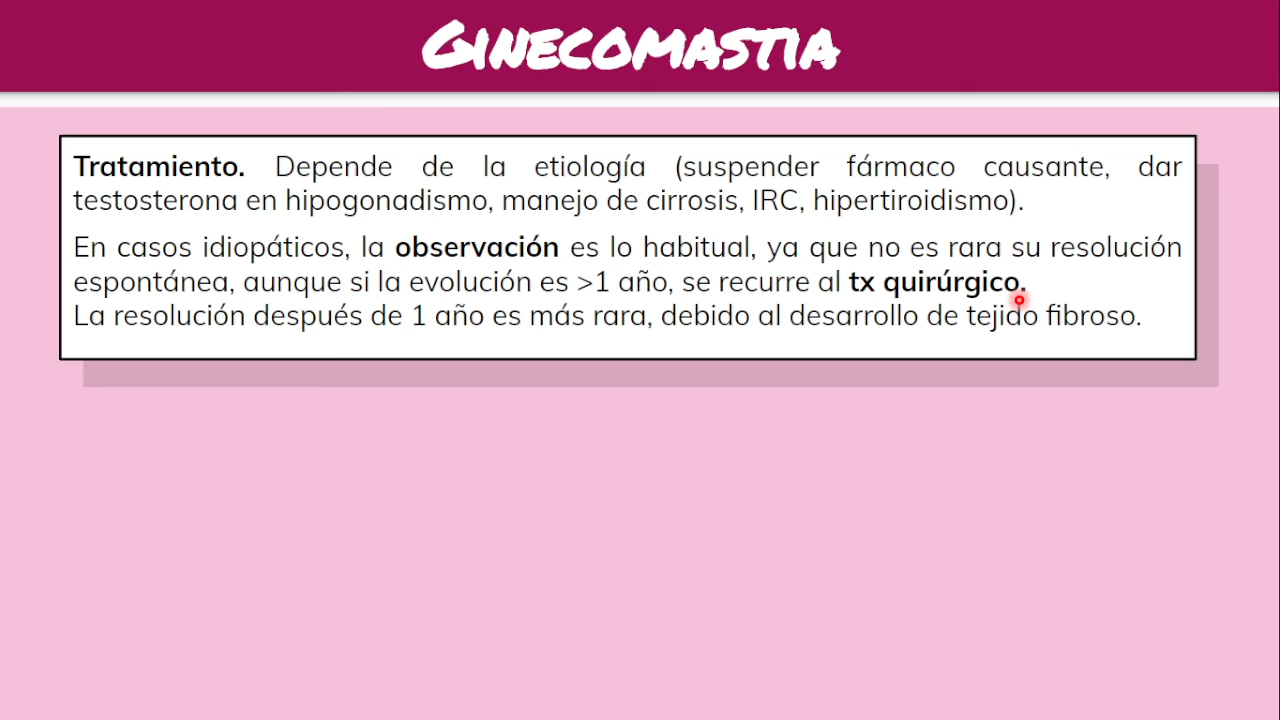 GINECOMASTIA
Tratamiento. Depende de la etiología (suspender fármaco causante, dar
testosterona en hipogonadismo, manejo de cirrosis, IRC, hipertiroidismo).
En casos idiopáticos, la observación es lo habitual, ya que no es rara su resolución
espontánea, aunque si la evolución es >1 año, se recurre al tx quirúrgico.
La resolución después de 1 año es más rara, debido al desarrollo de tejido fibroso.